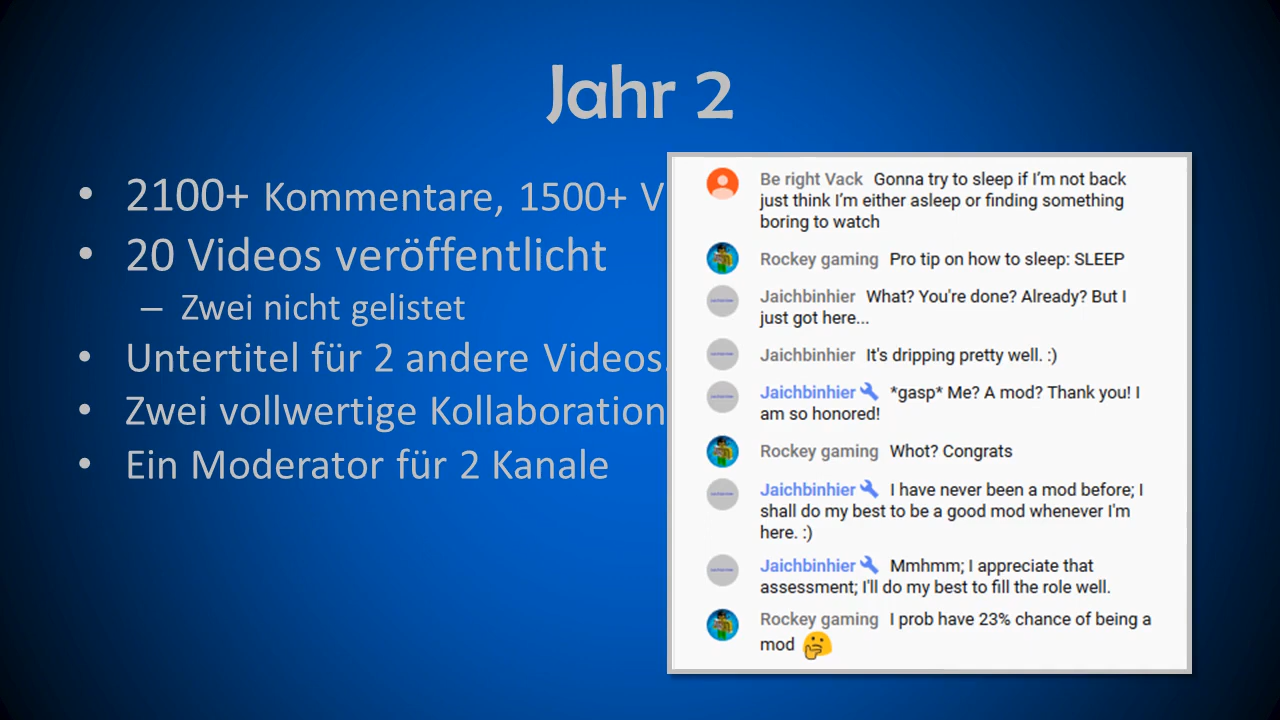 Jahr 2
• 2100+ Kommentare, 1500+ V
• 20 Videos veröffentlicht
– Zwei nicht gelistet
• Untertitel für 2 andere Videos.
• Zwei vollwertige Kollaboration
• Ein Moderator für 2 Kanale
Be right Vack Gonna try to sleep if I’m not back
just think I’m either asleep or finding something
boring to watch
Rockey gaming Pro tip on how to sleep: SLEEP
Jaichbinhier What? You're done? Already? But I
just got here...
Jaichbinhier It's dripping pretty well. :)
Jaichbinhier *gasp* Me? A mod? Thank you! I
am so honored!
Rockey gaming Whot? Congrats
Jaichbinhier I have never been a mod before; I
shall do my best to be a good mod whenever I'm
here. :)
Jaichbinhier Mmhmm; I appreciate that
assessment; I'll do my best to fill the role well.
Rockey gaming I prob have 23% chance of being a
mod 🤔